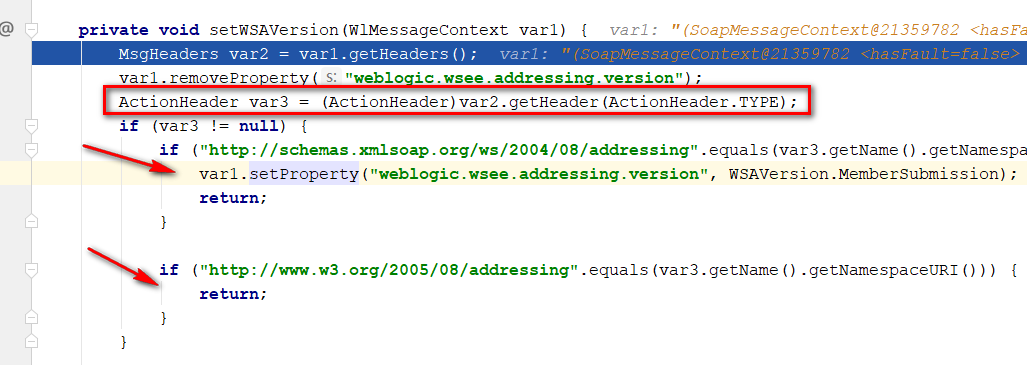 @ private void setWSAVersion(WlMessageContext var1) { var1: "(SoapMessageContext@21359782 <hasFa
MsgHeaders var2 = var1.getHeaders(); var1: "(SoapMessageContext@21359782 <hasFault=false>
var1.removeProperty( s: "weblogic.wsee.addressing.version");
ActionHeader var3 = (ActionHeader)var2.getHeader(ActionHeader.TYPE);
if (var3 != null) {
if ("http://schemas.xmlsoap.org/ws/2004/08/addressing".equals(var3.getName().getNamespa
var1.setProperty("weblogic.wsee.addressing.version", WSAVersion.MemberSubmission);
return;
}
if ("http://www.w3.org/2005/08/addressing".equals(var3.getName().getNamespaceURI())) {
return;
}
}